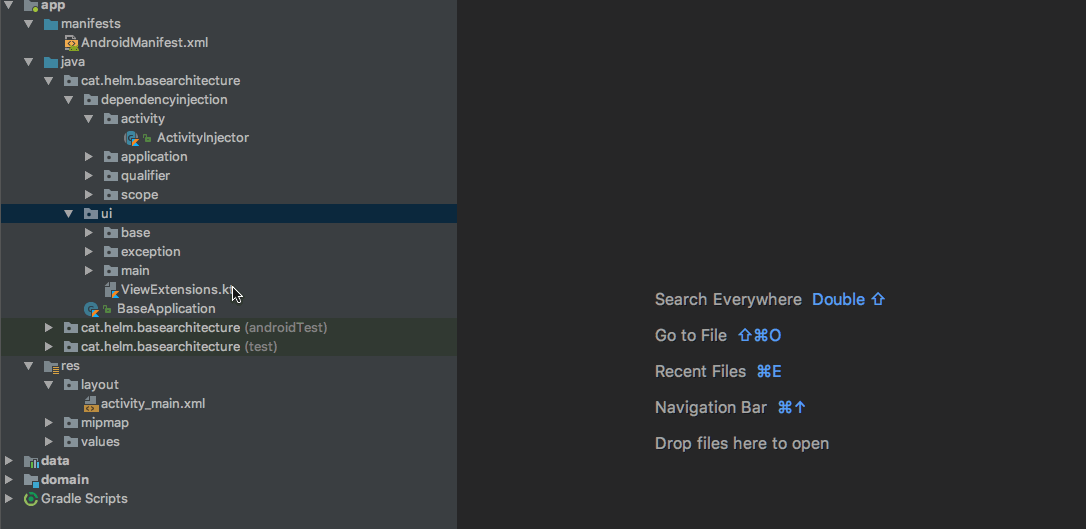 app
manifests
AndroidManifest.xml
java
cat.helm.basearchitecture
dependencyinjection
activity
ActivityInjector
application
qualifier
scope
ui
base
exception
main
ViewExtensions.kt
BaseApplication
cat.helm.basearchitecture (androidTest)
cat.helm.basearchitecture (test)
res
layout
activity_main.xml
mipmap
values
data
domain
Gradle Scripts
Search Everywhere Double ⇧
Go to File ⇧⌘O
Recent Files ⌘E
Navigation Bar ⌘↑
Drop files here to open